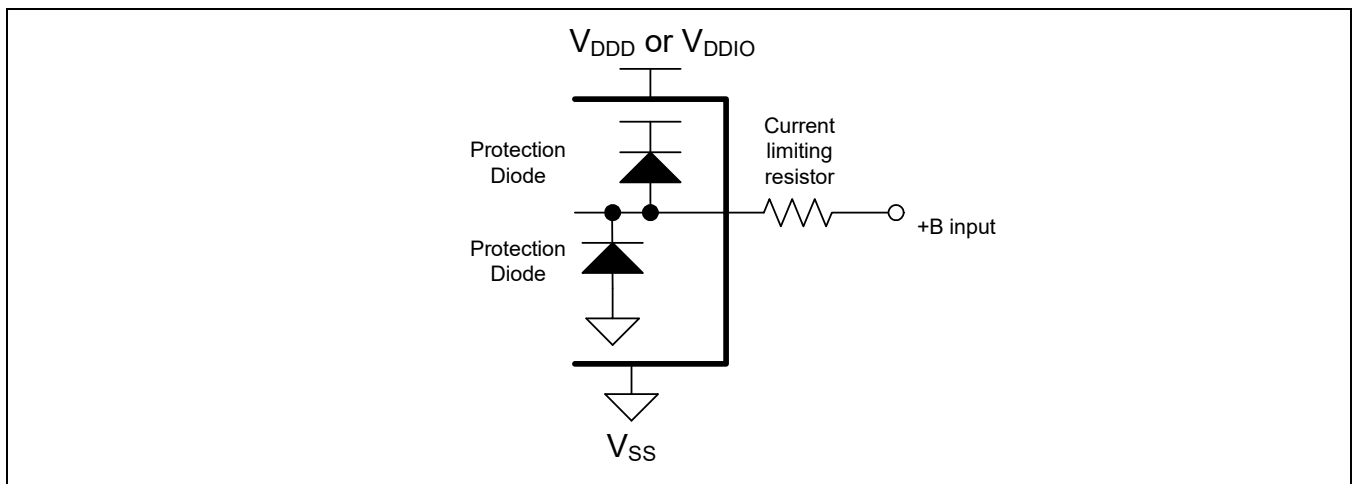 VDDD or VDDIO
Protection
Diode
Current
limiting
resistor
+B input
Protection
Diode
VSS